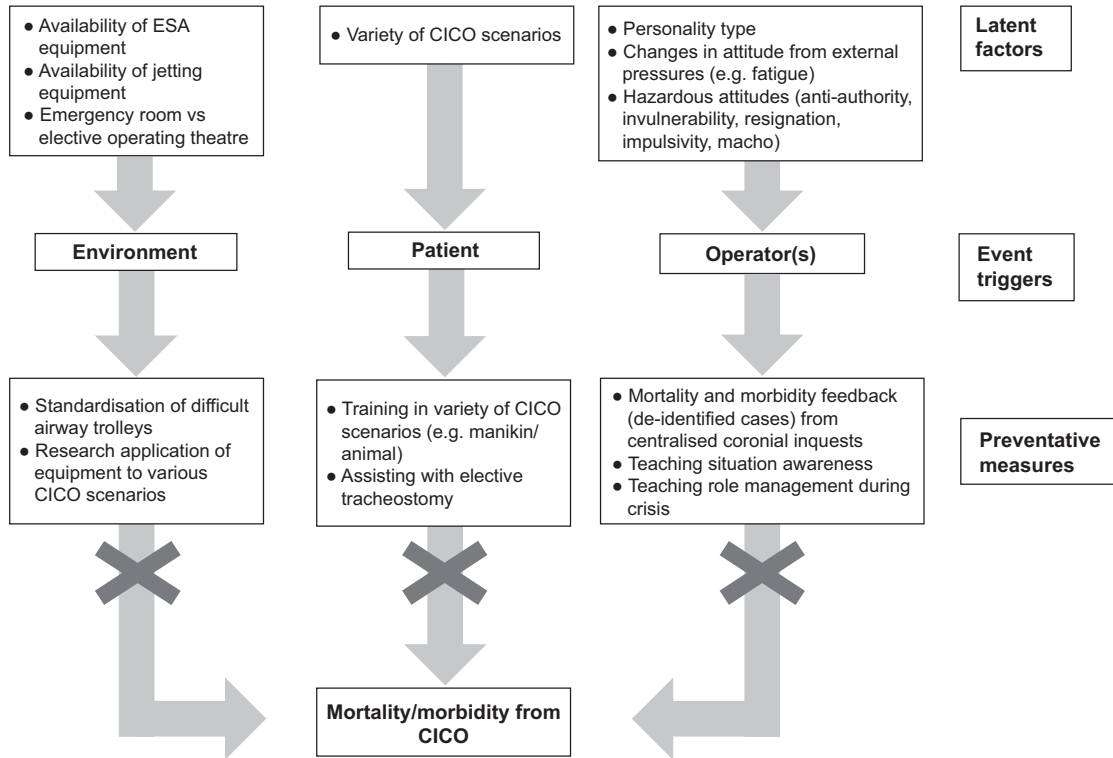 ● Availability of ESA
equipment
● Availability of jetting
equipment
● Emergency room vs
elective operating theatre
● Variety of CICO scenarios
● Personality type
● Changes in attitude from external
pressures (e.g. fatigue)
● Hazardous attitudes (anti-authority,
invulnerability, resignation,
impulsivity, macho)
Latent
factors
Environment
Patient
Operator(s)
Event
triggers
● Standardisation of difficult
airway trolleys
● Research application of
equipment to various
CICO scenarios
● Training in variety of CICO
scenarios (e.g. manikin/
animal)
● Assisting with elective
tracheostomy
● Mortality and morbidity feedback
(de-identified cases) from
centralised coronial inquests
● Teaching situation awareness
● Teaching role management during
crisis
Preventative
measures
Mortality/morbidity from
CICO